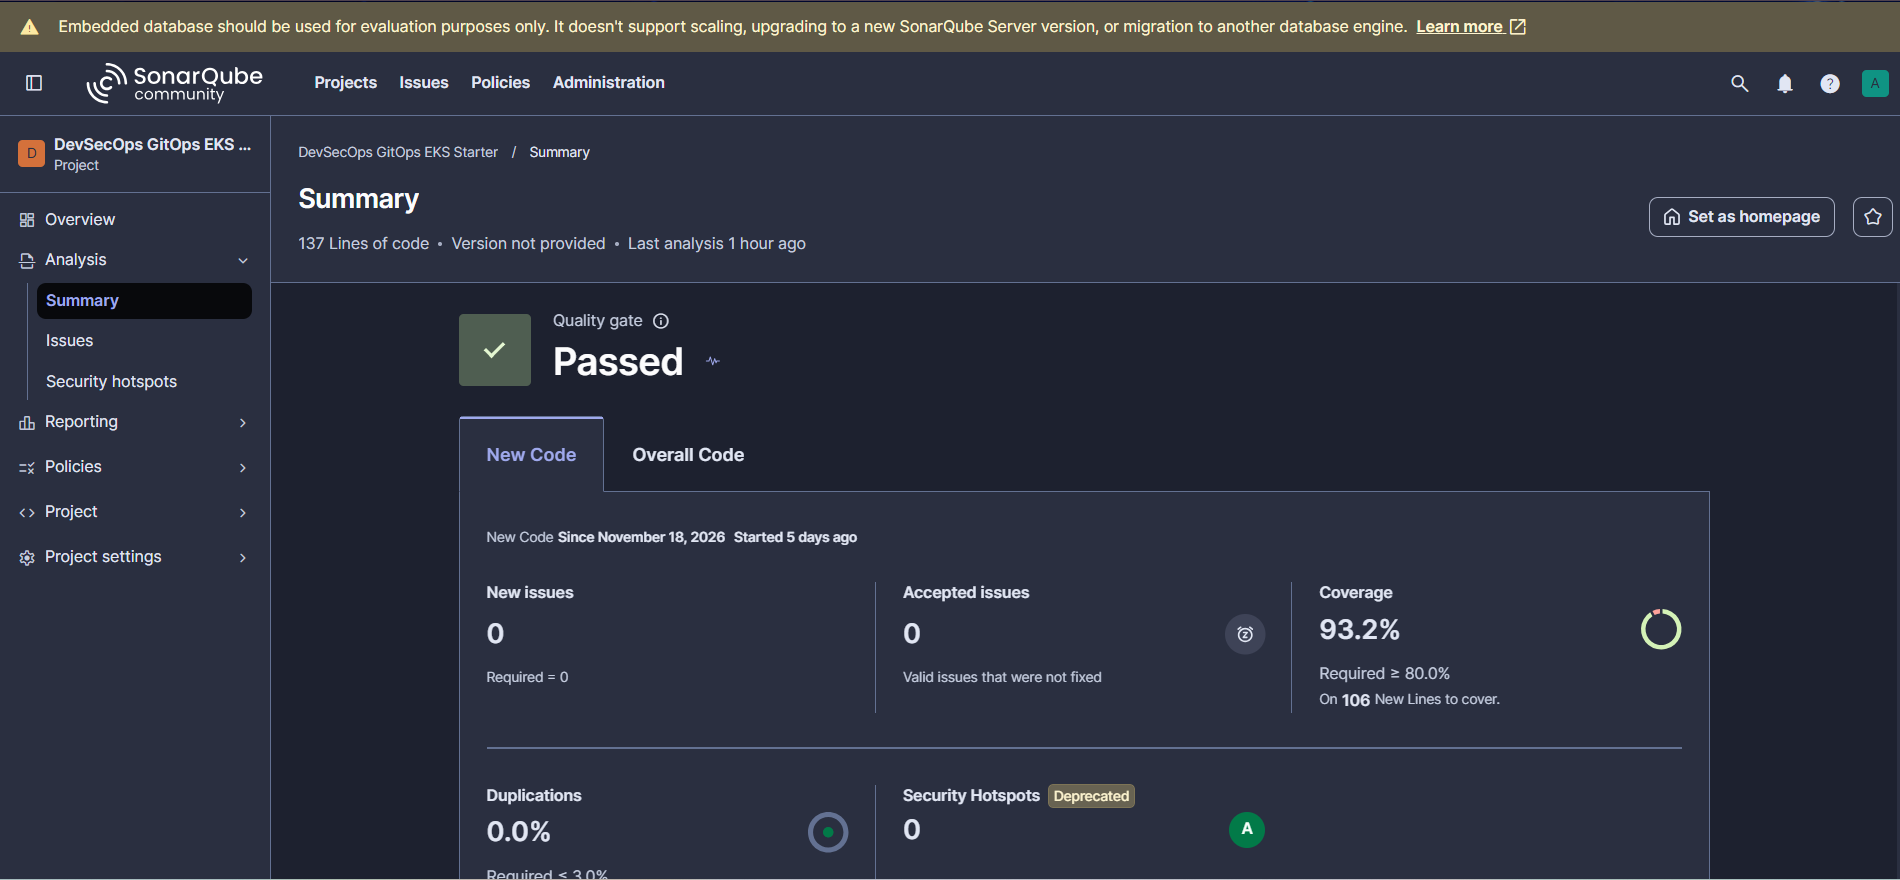 Embedded database should be used for evaluation purposes only. It doesn't support scaling, upgrading to a new SonarQube Server version, or migration to another database engine. Learn more
SonarQube community
Projects Issues Policies Administration
?
A
D
DevSecOps GitOps EKS ...
Project
Overview
Analysis
Summary
Issues
Security hotspots
Reporting
Policies
Project
Project settings
DevSecOps GitOps EKS Starter / Summary
Summary
137 Lines of code • Version not provided • Last analysis 1 hour ago
Set as homepage
Quality gate
Passed
New Code
Overall Code
New Code Since November 18, 2026 Started 5 days ago
New issues
0
Required = 0
Accepted issues
0
Valid issues that were not fixed
Coverage
93.2%
Required ≥ 80.0%
On 106 New Lines to cover.
Duplications
0.0%
Required ≤ 3.0%
Security Hotspots Deprecated
0
A